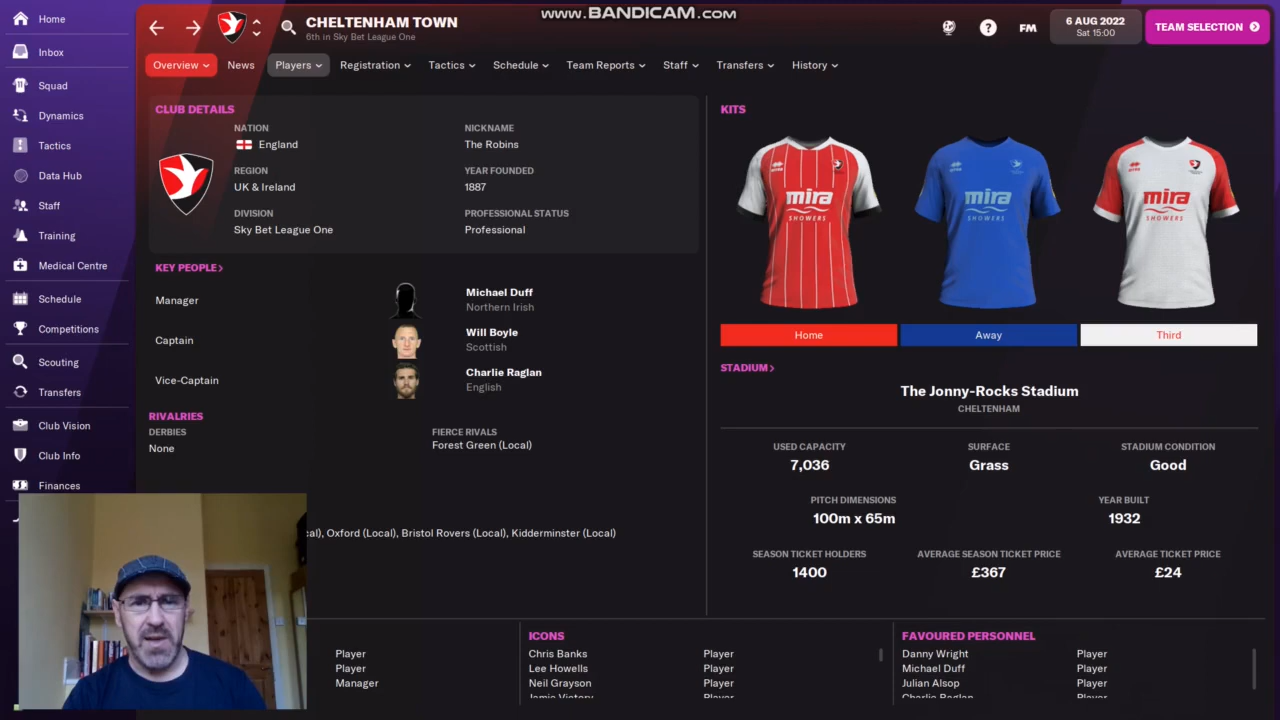 www.BANDICAM.com
Home
CHELTENHAM TOWN
6th in Sky Bet League One
FM
6 AUG 2022
Sat 15:00
TEAM SELECTION
Inbox
Overview
News
Players
Registration
Tactics
Schedule
Team Reports
Staff
Transfers
History
Squad
Dynamics
Tactics
Data Hub
Staff
Training
Medical Centre
Schedule
Competitions
Scouting
Transfers
Club Vision
Club Info
Finances
CLUB DETAILS
NATION
England
NICKNAME
The Robins
REGION
UK & Ireland
YEAR FOUNDED
1887
DIVISION
Sky Bet League One
PROFESSIONAL STATUS
Professional
KEY PEOPLE
Manager
Michael Duff
Northern Irish
Captain
Will Boyle
Scottish
Vice-Captain
Charlie Raglan
English
RIVALRIES
DERBIES
None
FIERCE RIVALS
Forest Green (Local)
al), Oxford (Local), Bristol Rovers (Local), Kidderminster (Local)
Player
Player
Manager
ICONS
Chris Banks Player
Lee Howells Player
Neil Grayson Player
Jamie Victory Player
FAVOURED PERSONNEL
Danny Wright Player
Michael Duff Player
Julian Alsop Player
Charlie Raglan Player
KITS
mira
SHOWERS
mira
SHOWERS
mira
SHOWERS
Home
Away
Third
STADIUM
The Jonny-Rocks Stadium
CHELTENHAM
USED CAPACITY
7,036
SURFACE
Grass
STADIUM CONDITION
Good
PITCH DIMENSIONS
100m x 65m
YEAR BUILT
1932
SEASON TICKET HOLDERS
1400
AVERAGE SEASON TICKET PRICE
£367
AVERAGE TICKET PRICE
£24